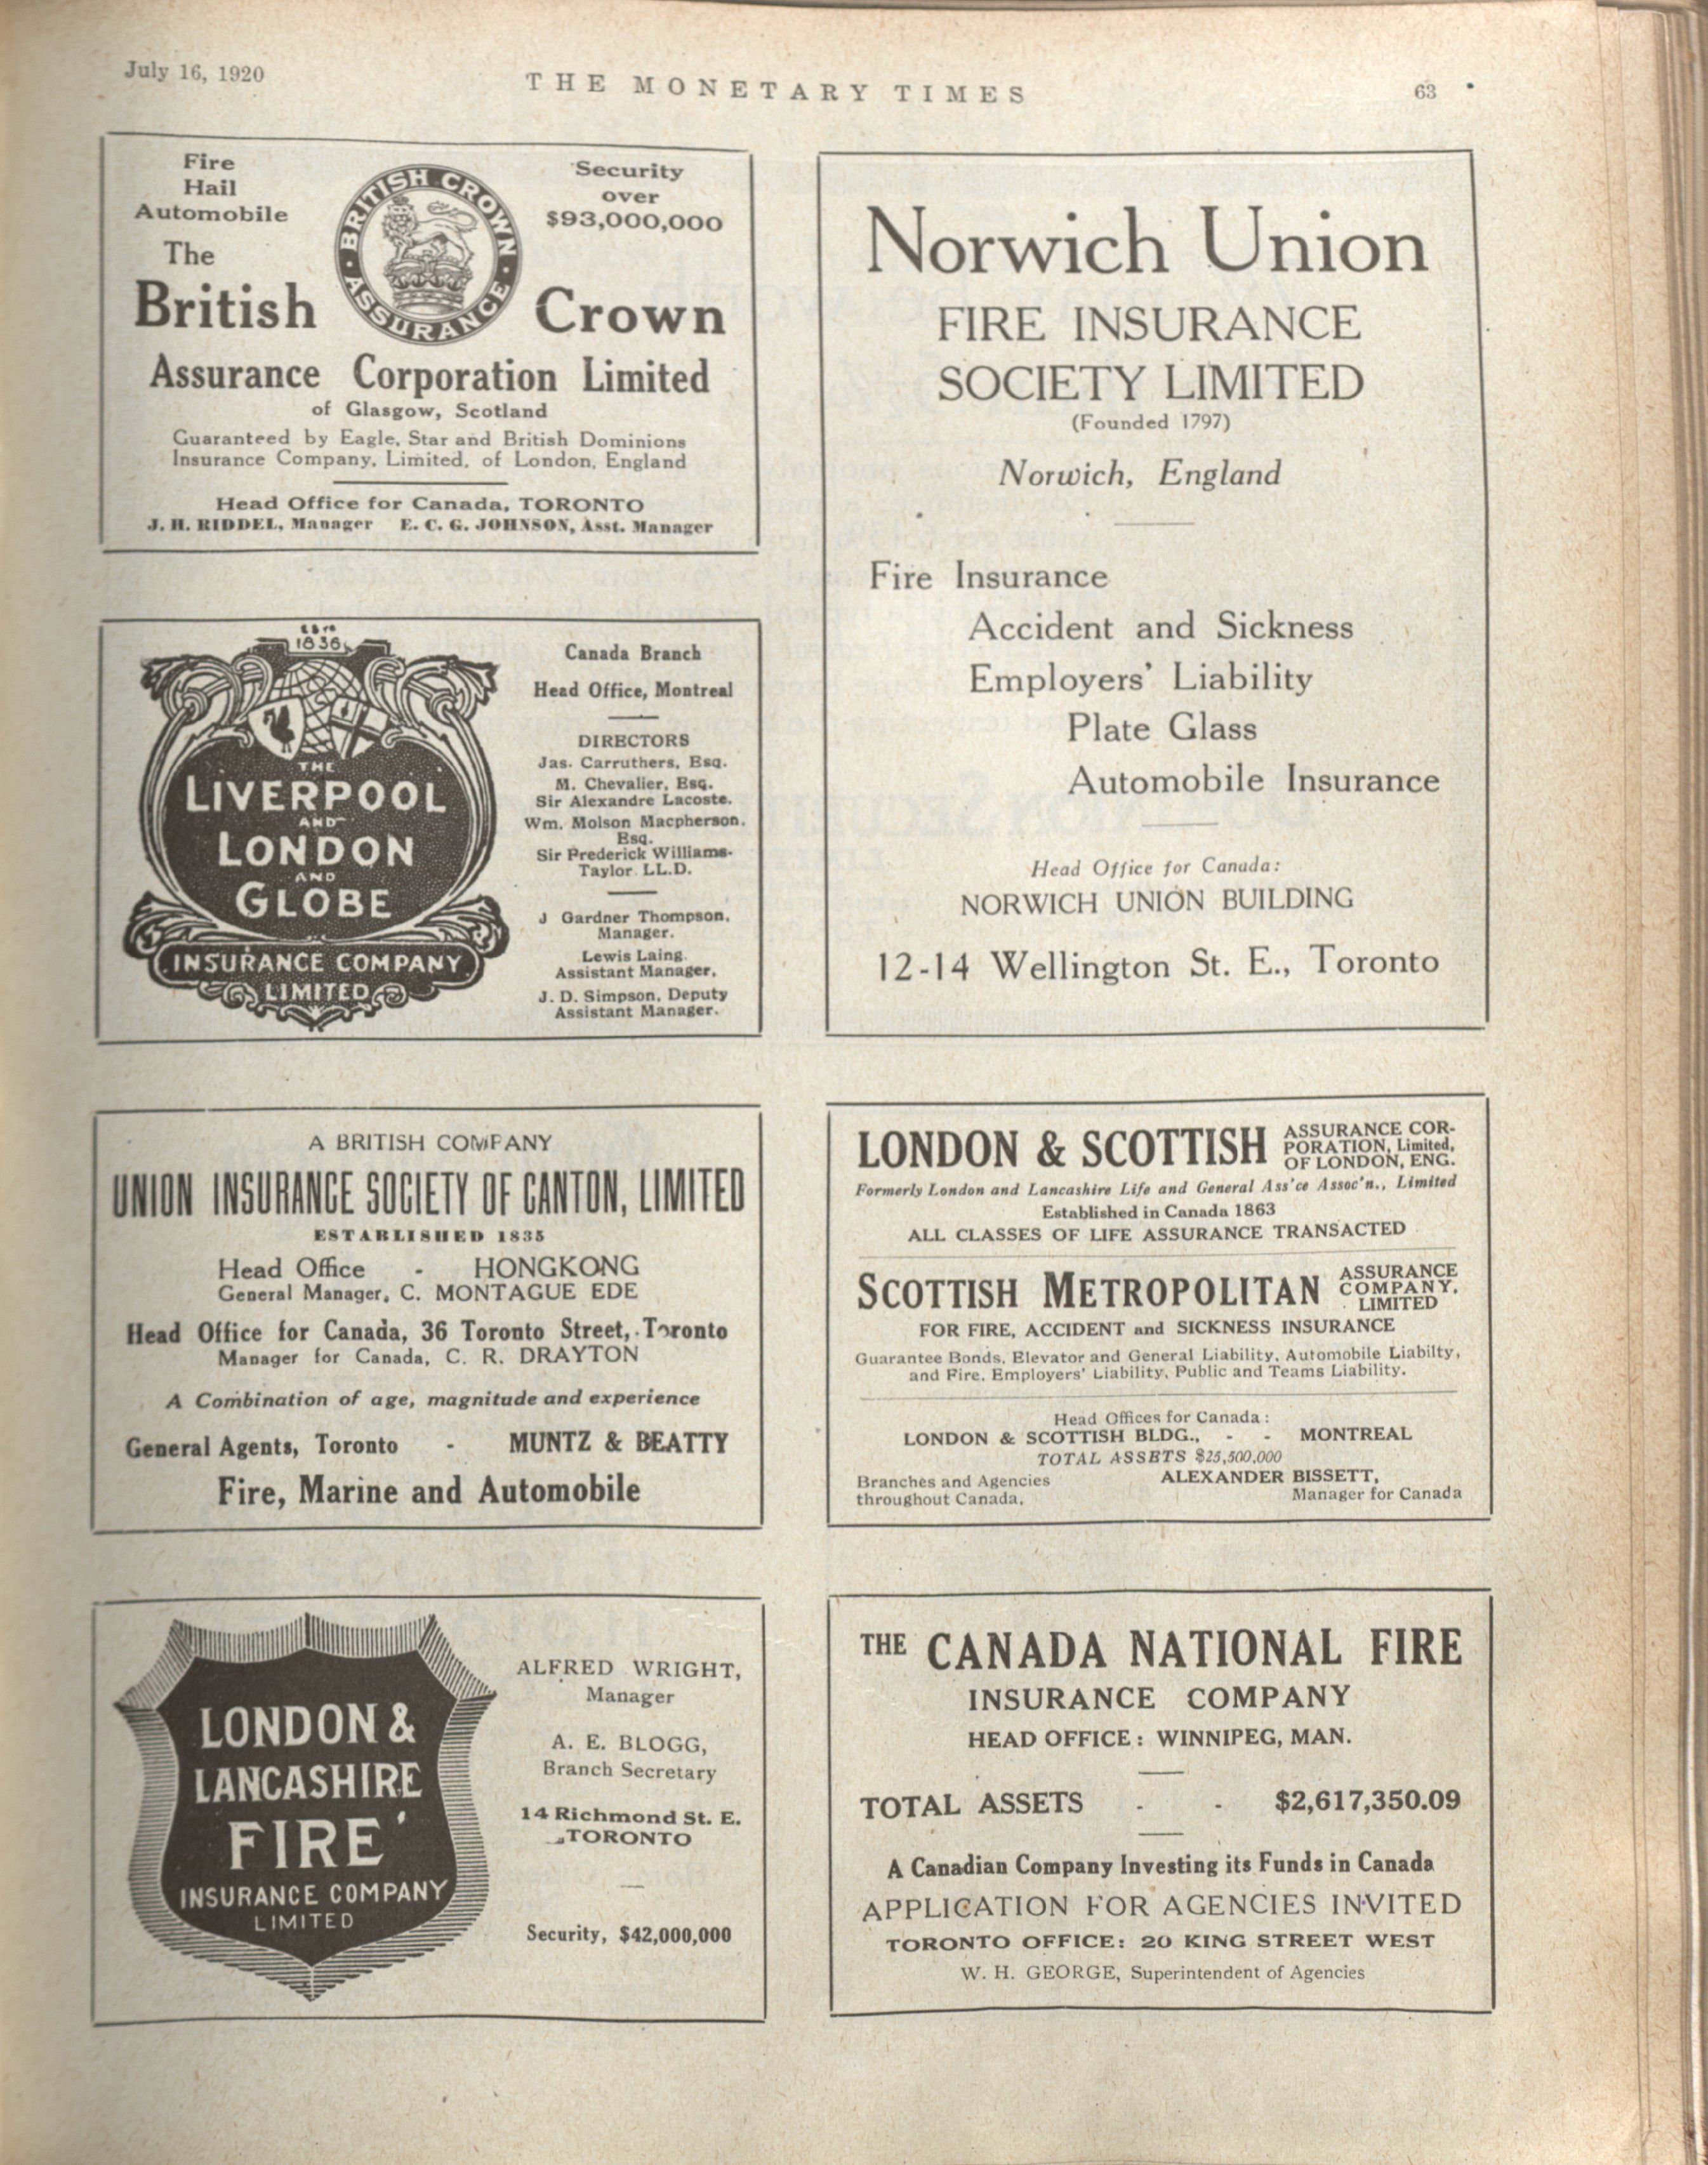 July 16, 1920
THE MONETARY TIMES
63
Fire
Hail
Automobile
BRITISH CROWN
ASSURANCE
Security
over
$93,000,000
The
British Crown
Assurance Corporation Limited
of Glasgow, Scotland
Guaranteed by Eagle, Star and British Dominions
Insurance Company, Limited, of London, England
Head Office for Canada, TORONTO
J. H. RIDDEL, Manager E. C. G. JOHNSON, Asst. Manager
ESTD
1836
THE
LIVERPOOL
AND
LONDON
AND
GLOBE
INSURANCE COMPANY
LIMITED
Canada Branch
Head Office, Montreal
DIRECTORS
Jas. Carruthers, Esq.
M. Chevalier, Esq.
Sir Alexandre Lacoste.
Wm. Molson Macpherson,
Esq.
Sir Frederick Williams-
Taylor LL.D.
J Gardner Thompson,
Manager.
Lewis Laing.
Assistant Manager.
J. D. Simpson, Deputy
Assistant Manager.
A BRITISH COMPANY
UNION INSURANCE SOCIETY OF CANTON, LIMITED
ESTABLISHED 1835
Head Office - HONGKONG
General Manager, C. MONTAGUE EDE
Head Office for Canada, 36 Toronto Street, Toronto
Manager for Canada, C. R. DRAYTON
A Combination of age, magnitude and experience
General Agents, Toronto - MUNTZ & BEATTY
Fire, Marine and Automobile
LONDON &
LANCASHIRE
FIRE
INSURANCE COMPANY
LIMITED
ALFRED WRIGHT,
Manager
A. E. BLOGG,
Branch Secretary
14 Richmond St. E.
TORONTO
Security, $42,000,000
Norwich Union
FIRE INSURANCE
SOCIETY LIMITED
(Founded 1797)
Norwich, England
Fire Insurance
Accident and Sickness
Employers' Liability
Plate Glass
Automobile Insurance
Head Office for Canada:
NORWICH UNION BUILDING
12-14 Wellington St. E., Toronto
LONDON & SCOTTISH
ASSURANCE COR-
PORATION, Limited,
OF LONDON, ENG.
Formerly London and Lancashire Life and General Ass'ce Assoc'n., Limited
Established in Canada 1863
ALL CLASSES OF LIFE ASSURANCE TRANSACTED
SCOTTISH METROPOLITAN
ASSURANCE
COMPANY,
LIMITED
FOR FIRE, ACCIDENT and SICKNESS INSURANCE
Guarantee Bonds, Elevator and General Liability, Automobile Liabilty,
and Fire, Employers' Liability, Public and Teams Liability.
Head Offices for Canada:
LONDON & SCOTTISH BLDG., - - MONTREAL
TOTAL ASSETS $25,500,000
Branches and Agencies
throughout Canada.
ALEXANDER BISSETT,
Manager for Canada
THE CANADA NATIONAL FIRE
INSURANCE COMPANY
HEAD OFFICE: WINNIPEG, MAN.
TOTAL ASSETS - - $2,617,350.09
A Canadian Company Investing its Funds in Canada
APPLICATION FOR AGENCIES INVITED
TORONTO OFFICE: 20 KING STREET WEST
W. H. GEORGE, Superintendent of Agencies